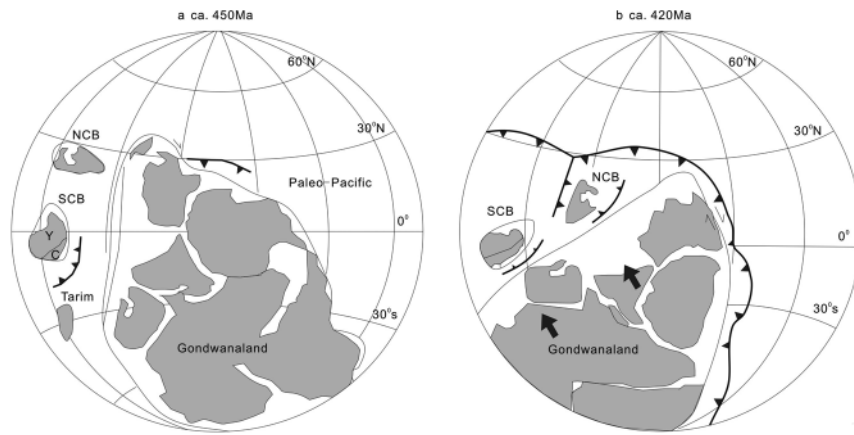 a ca. 450Ma
60°N
NCB
30°N
Paleo-Pacific
SCB
Y
0°
C
Tarim
30°s
Gondwanaland
b ca. 420Ma
60°N
30°N
NCB
SCB
0°
30°s
Gondwanaland